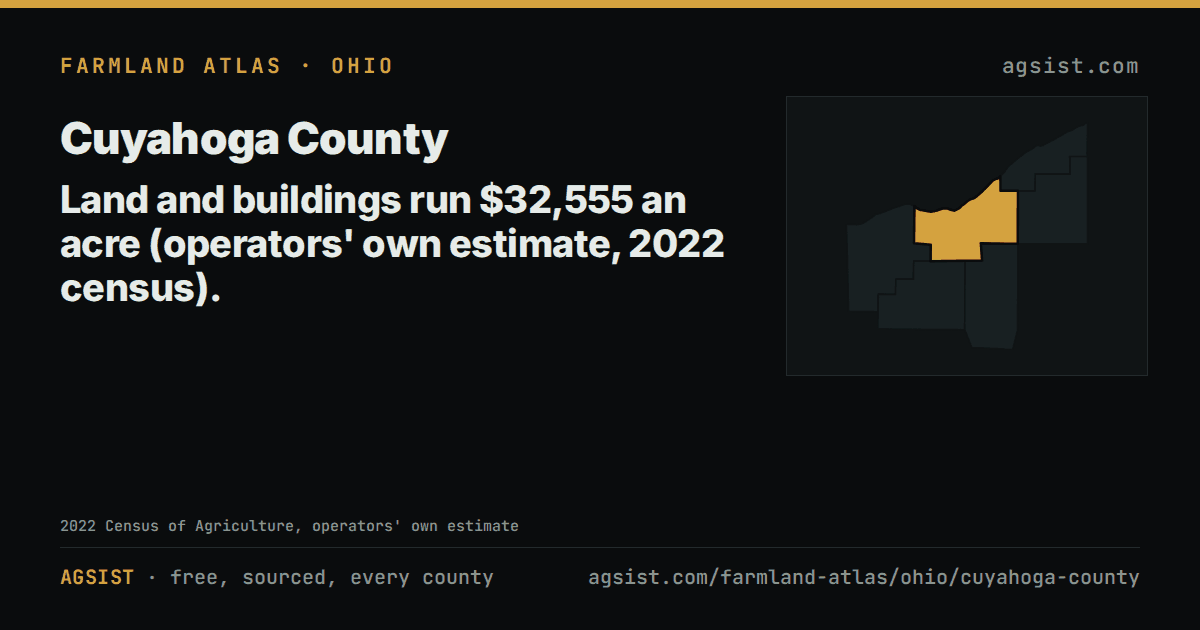 FARMLAND ATLAS · OHIO
agsist.com
Cuyahoga County
Land and buildings run $32,555 an
acre (operators' own estimate, 2022
census).
2022 Census of Agriculture, operators' own estimate
AGSIST · free, sourced, every county
agsist.com/farmland-atlas/ohio/cuyahoga-county